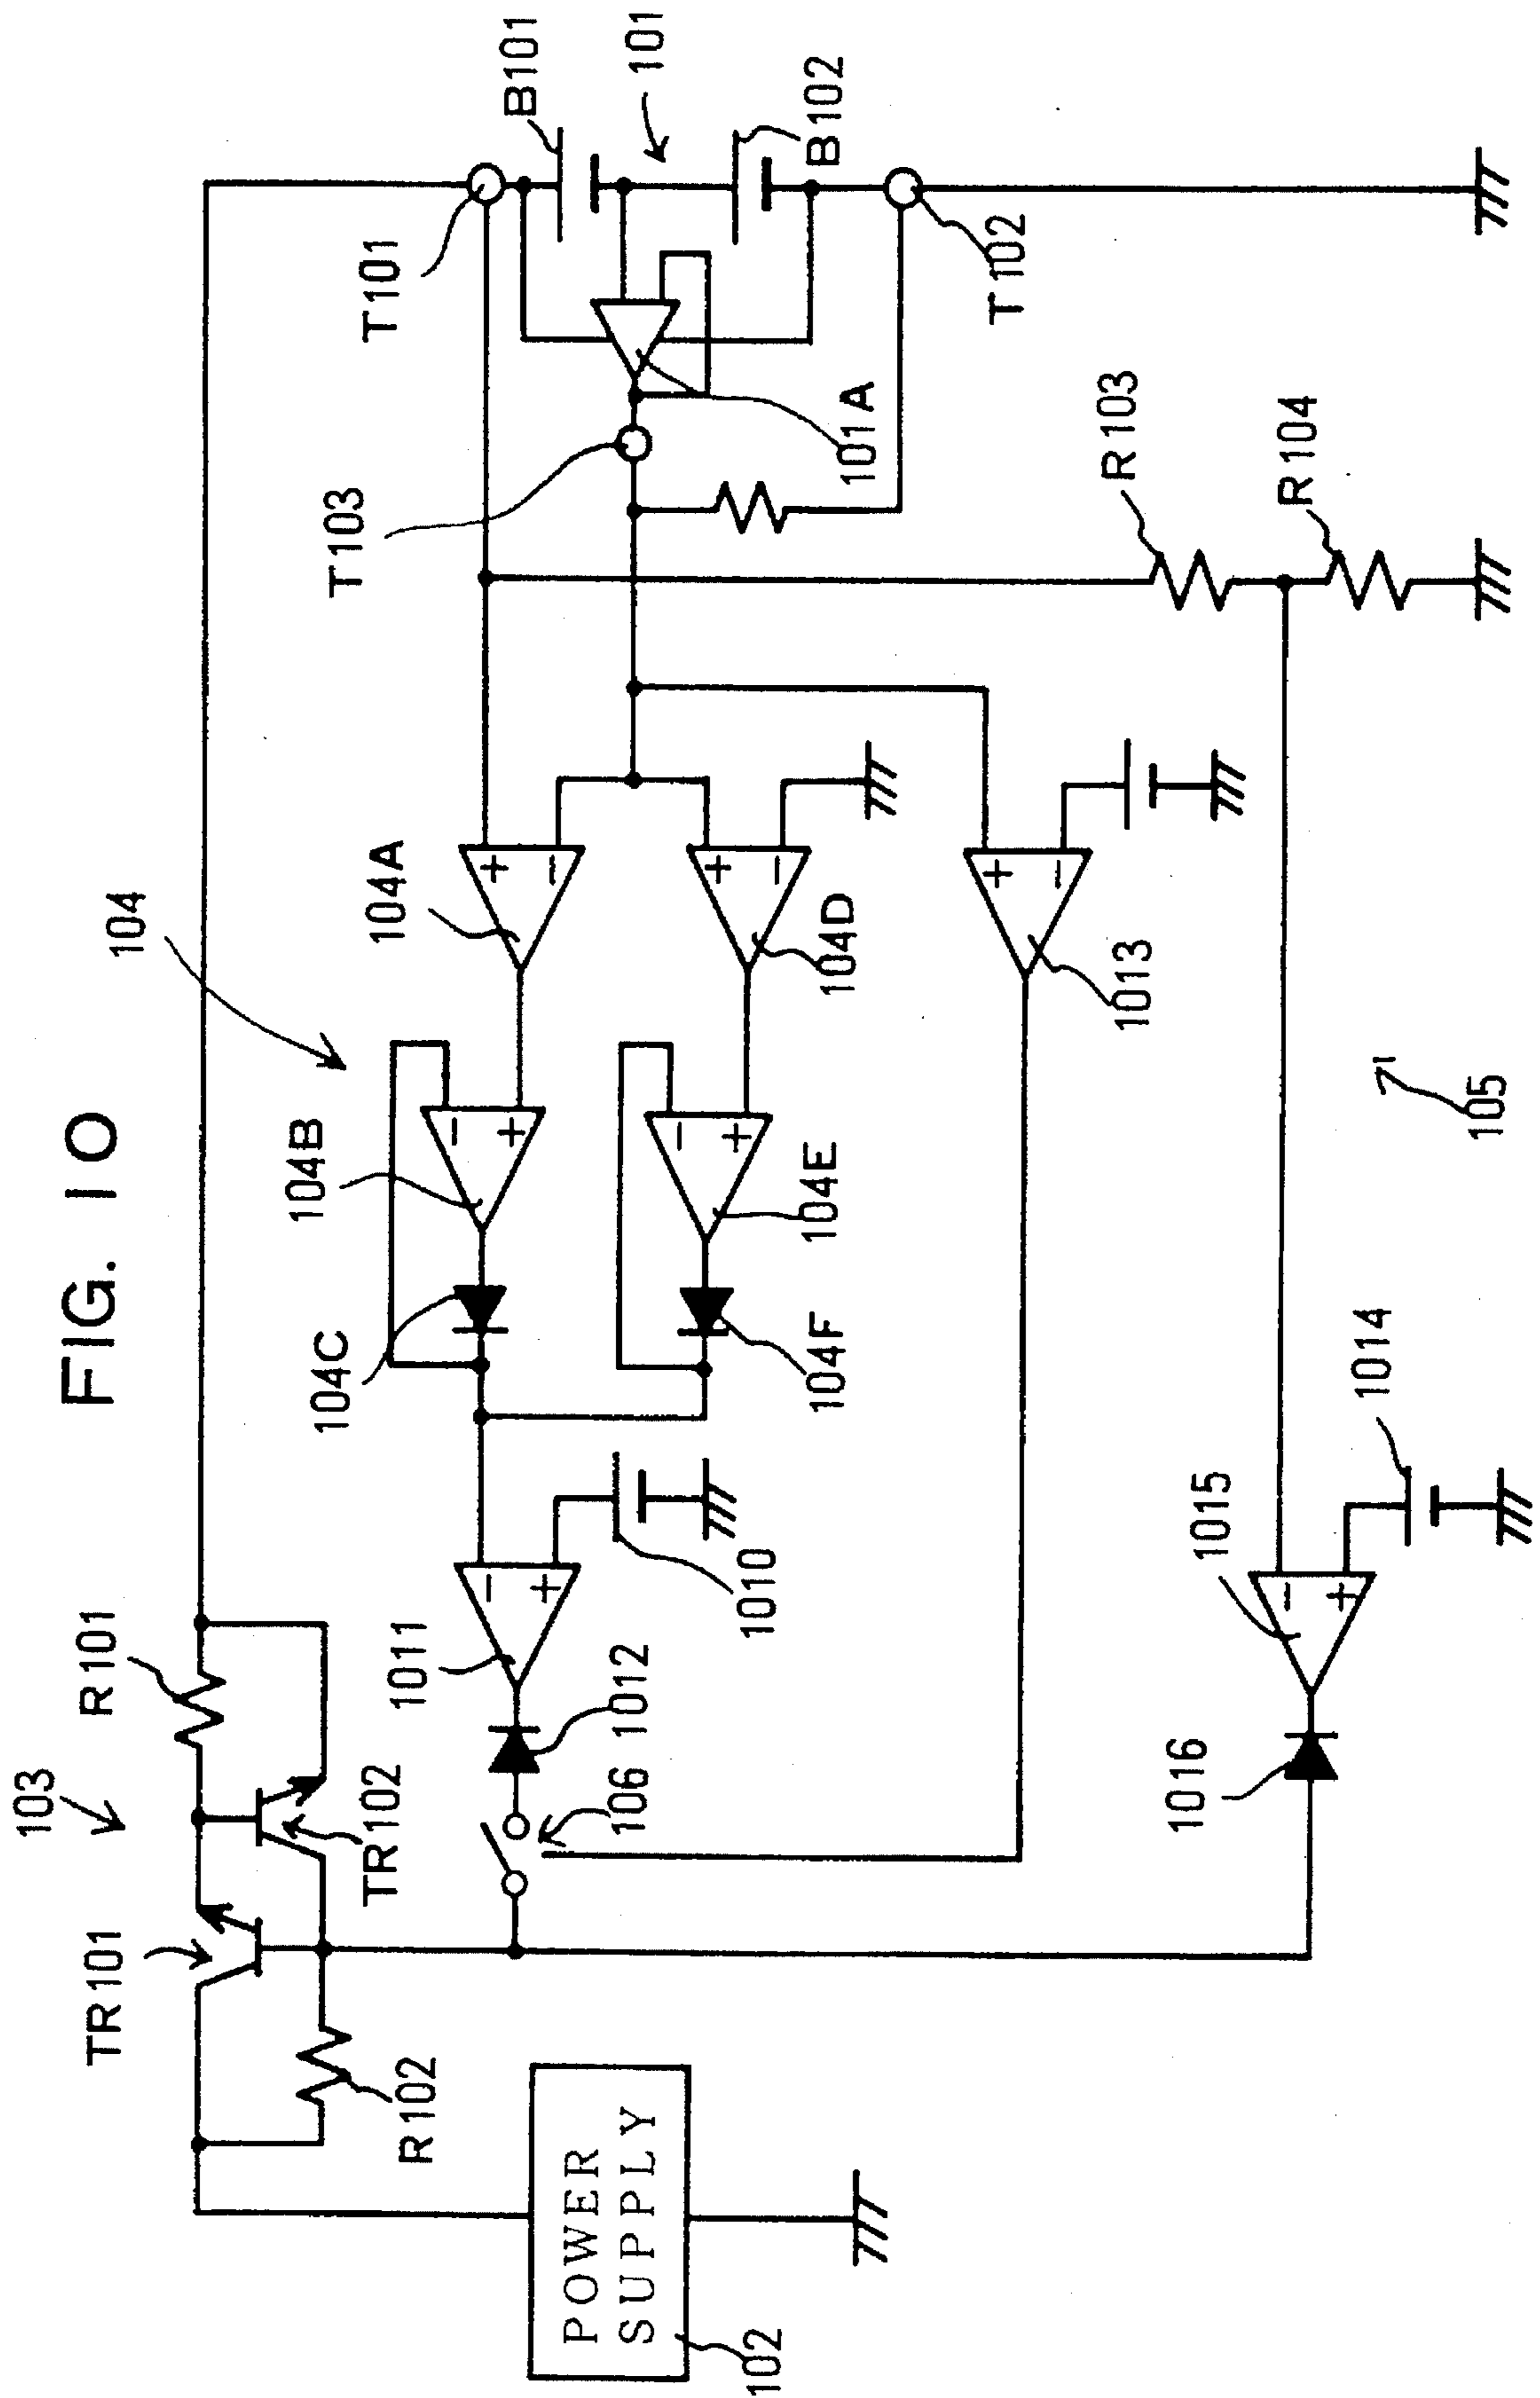 FIG. 10
103
TR101
R101
TR102
R102
POWER
SUPPLY
102
104
104A
104B
104C
104D
104E
104F
1010
1011
1012
106
1013
1014
1015
1016
105
T101
B101
101
B102
T102
101A
T103
R103
R104
+
−
+
−
+
−
−
+
−
+
−
+
−
+